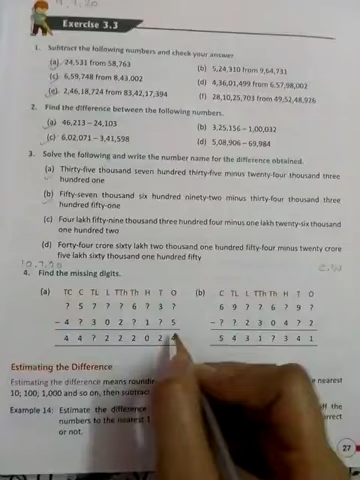 Exercise 3.3
1. Subtract the following numbers and check your answer
(a) 24,531 from 58,763
(b) 5,24,310 from 9,64,731
(c) 6,59,748 from 8,43,002
(d) 4,36,01,499 from 6,57,98,002
(e) 2,46,18,724 from 83,42,17,394
(f) 28,10,25,703 from 49,52,48,926
2. Find the difference between the following numbers.
(a) 46,213 – 24,103
(b) 3,25,156 – 1,00,032
(c) 6,02,071 – 3,41,598
(d) 5,08,906 – 69,984
3. Solve the following and write the number name for the difference obtained.
(a) Thirty-five thousand seven hundred thirty-five minus twenty-four thousand three
hundred one
(b) Fifty-seven thousand six hundred ninety-two minus thirty-four thousand three
hundred fifty-one
(c) Four lakh fifty-nine thousand three hundred four minus one lakh twenty-six thousand
one hundred two
(d) Forty-four crore sixty lakh two thousand one hundred fifty-four minus twenty crore
five lakh sixty thousand one hundred fifty
4. Find the missing digits.
(a) TC C TL L TTh Th H T O
? 5 ? ? ? 6 ? 3 ?
– 4 ? 3 0 2 ? 1 ? 5
4 4 ? 2 2 2 0 2
(b) C TL L TTh Th H T O
6 9 ? ? 6 ? 9 ?
– ? ? 2 3 0 4 ? 2
5 4 3 1 ? 3 4 1
Estimating the Difference
Estimating the difference means nearest
10; 100; 1,000 and so on, then subtract
Example 14: Estimate the difference
numbers to the nearest
or not.
27